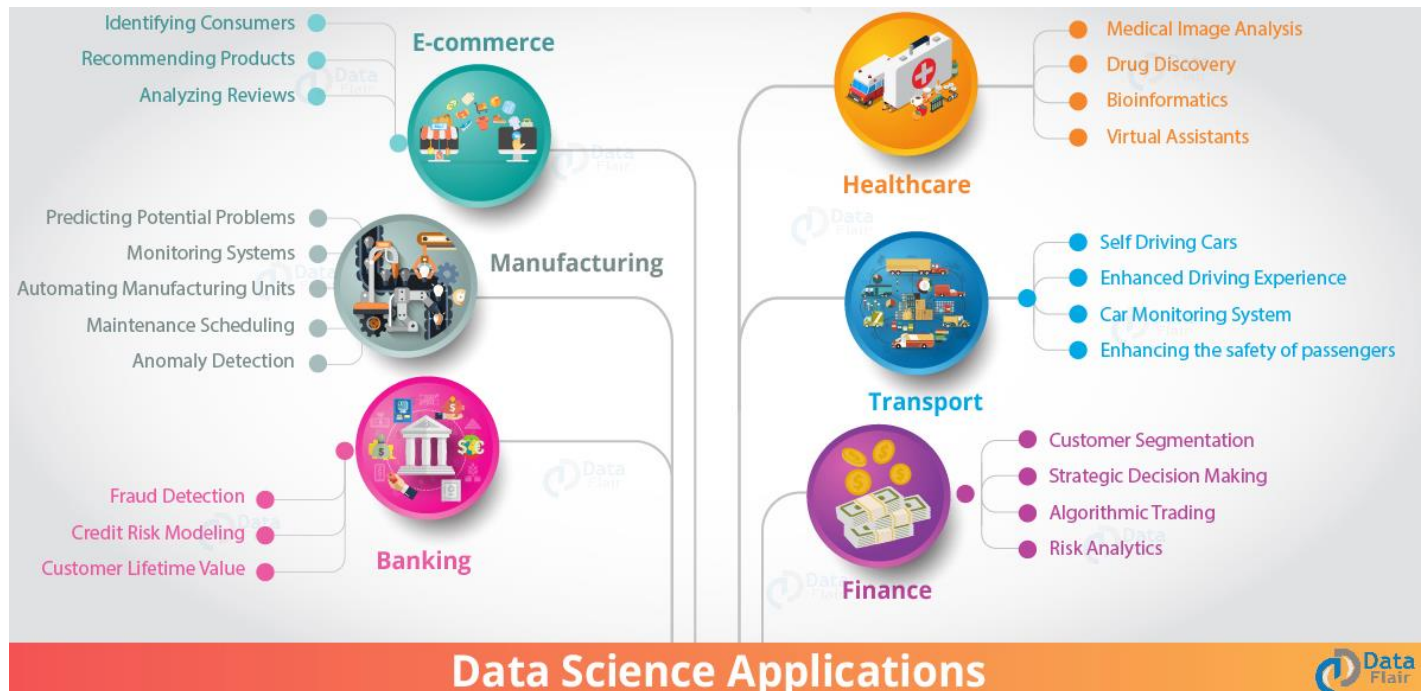 E-commerce
Identifying Consumers
Recommending Products
Analyzing Reviews
Manufacturing
Predicting Potential Problems
Monitoring Systems
Automating Manufacturing Units
Maintenance Scheduling
Anomaly Detection
Banking
Fraud Detection
Credit Risk Modeling
Customer Lifetime Value
Healthcare
Medical Image Analysis
Drug Discovery
Bioinformatics
Virtual Assistants
Transport
Self Driving Cars
Enhanced Driving Experience
Car Monitoring System
Enhancing the safety of passengers
Finance
Customer Segmentation
Strategic Decision Making
Algorithmic Trading
Risk Analytics
Data Science Applications
Data
Flair